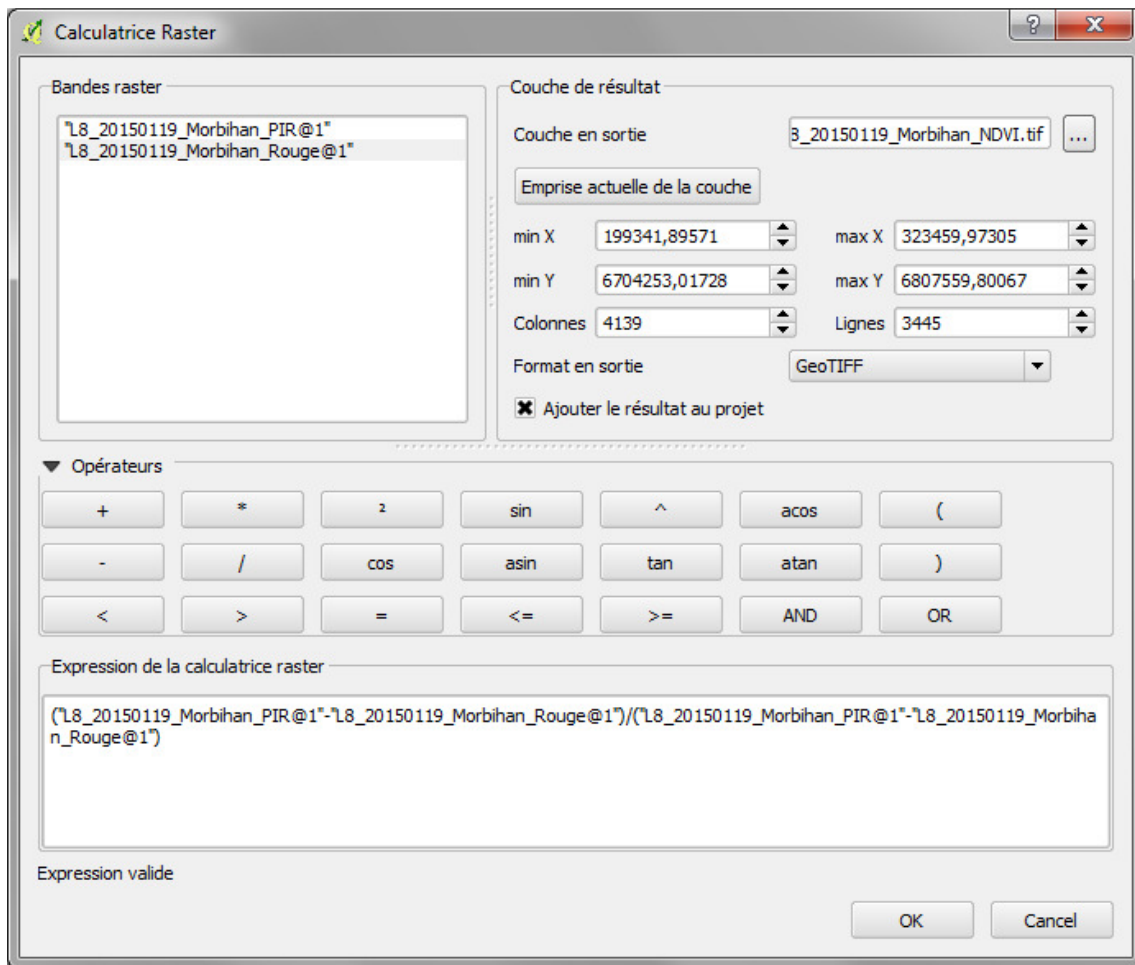 Calculatrice Raster
Bandes raster
"L8_20150119_Morbihan_PIR@1"
"L8_20150119_Morbihan_Rouge@1"
Couche de résultat
Couche en sortie 8_20150119_Morbihan_NDVI.tif ...
Emprise actuelle de la couche
min X 199341,89571 max X 323459,97305
min Y 6704253,01728 max Y 6807559,80067
Colonnes 4139 Lignes 3445
Format en sortie GeoTIFF
Ajouter le résultat au projet
Opérateurs
+ * ² sin ^ acos (
- / cos asin tan atan )
< > = <= >= AND OR
Expression de la calculatrice raster
("L8_20150119_Morbihan_PIR@1"-"L8_20150119_Morbihan_Rouge@1")/("L8_20150119_Morbihan_PIR@1"-"L8_20150119_Morbiha
n_Rouge@1")
Expression valide
OK Cancel